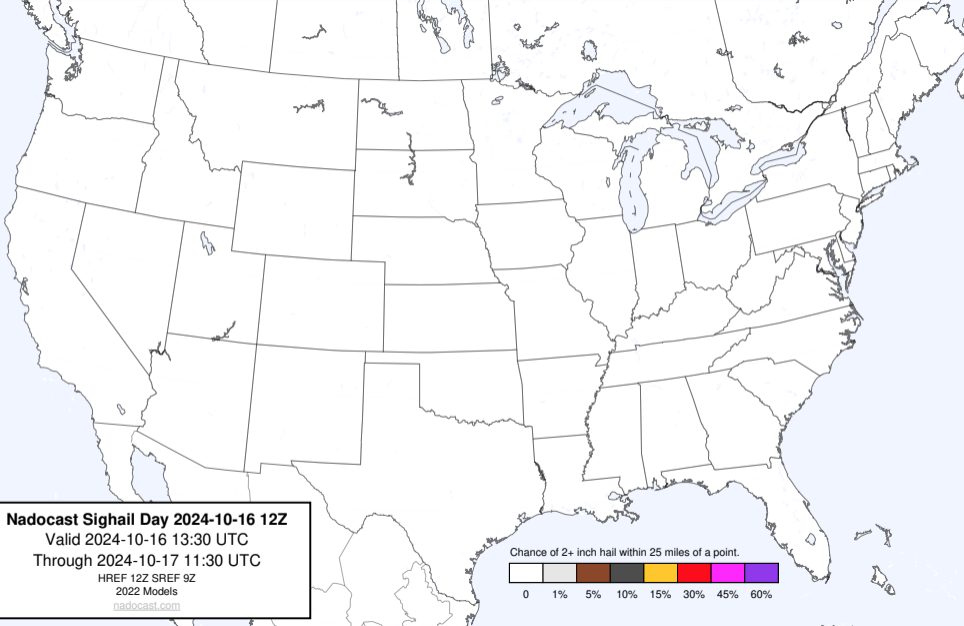 Nadocast Sighail Day 2024-10-16 12Z
Valid 2024-10-16 13:30 UTC
Through 2024-10-17 11:30 UTC
HREF 12Z SREF 9Z
2022 Models
nadocast.com
Chance of 2+ inch hail within 25 miles of a point.
0 1% 5% 10% 15% 30% 45% 60%